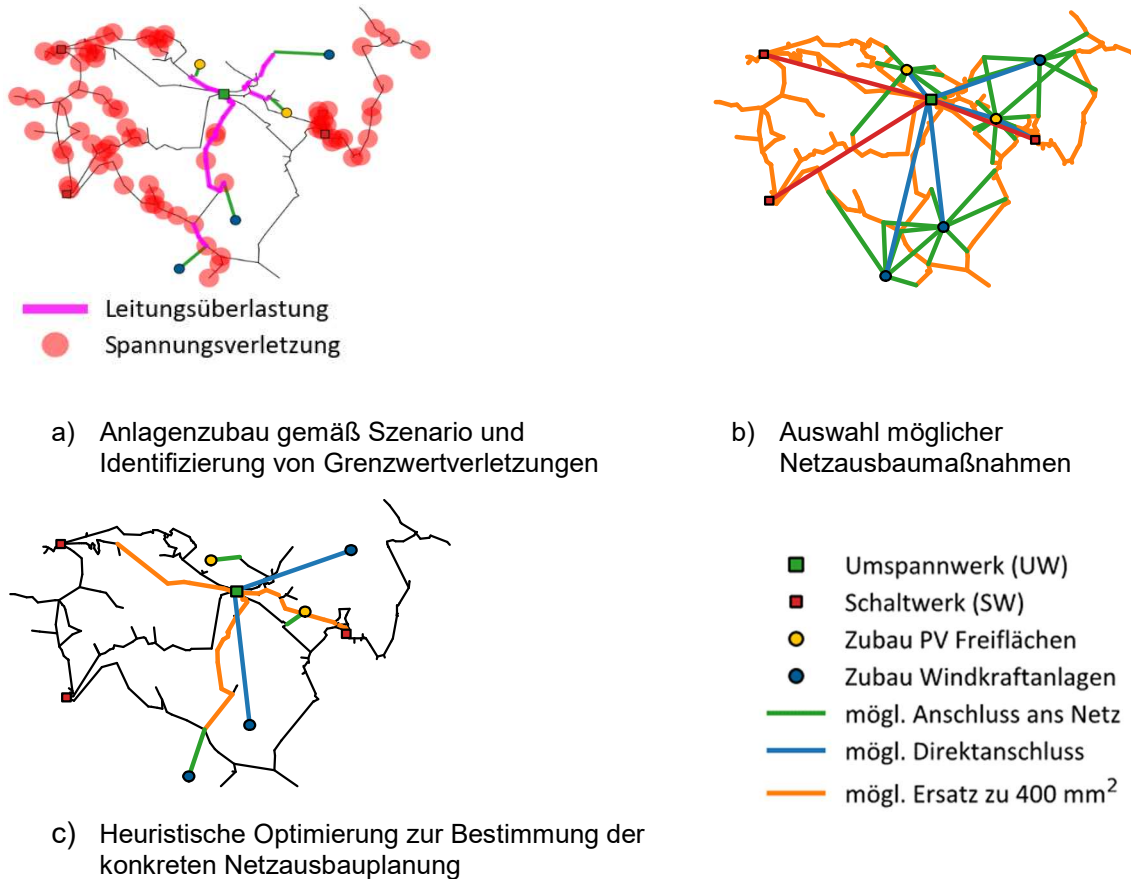 Leitungsüberlastung
Spannungsverletzung
a) Anlagenzubau gemäß Szenario und
Identifizierung von Grenzwertverletzungen
b) Auswahl möglicher
Netzausbaumaßnahmen
Umspannwerk (UW)
Schaltwerk (SW)
Zubau PV Freiflächen
Zubau Windkraftanlagen
mögl. Anschluss ans Netz
mögl. Direktanschluss
mögl. Ersatz zu 400 mm²
c) Heuristische Optimierung zur Bestimmung der
konkreten Netzausbauplanung